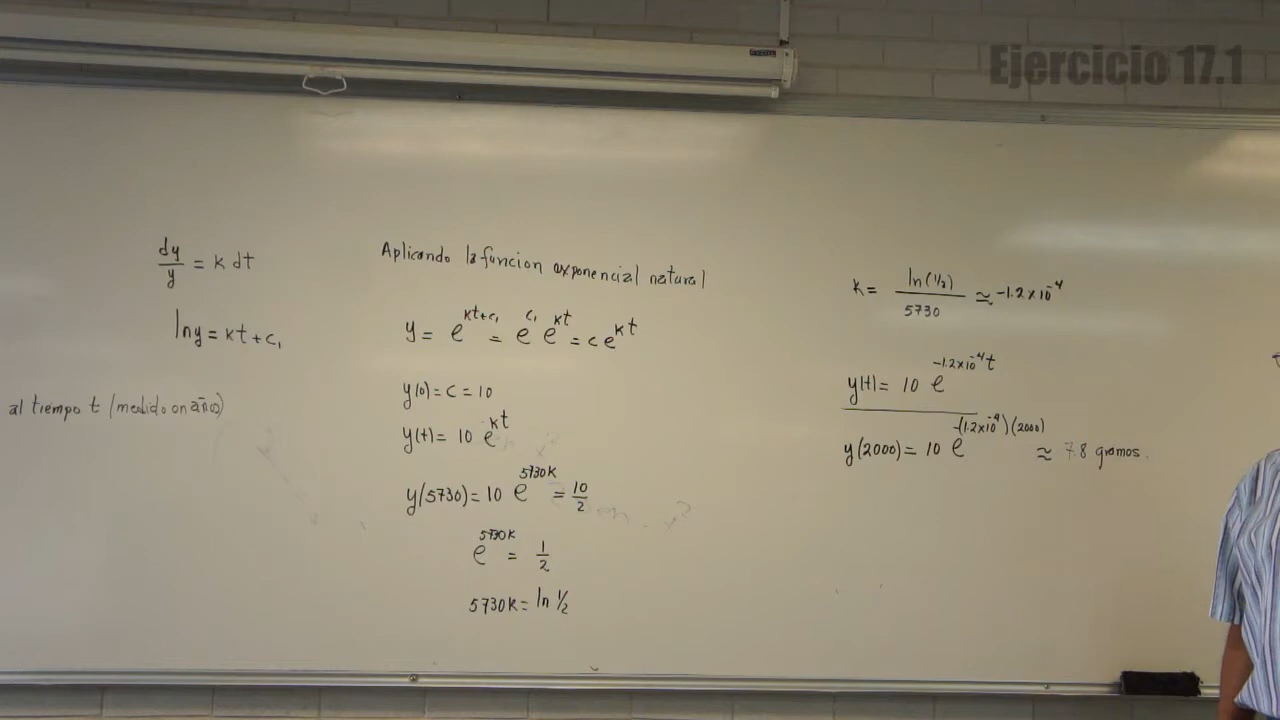 Ejercicio 17.1
dy/y = k dt
ln y = kt + c₁
al tiempo t (medido en años)
Aplicando la funcion exponencial natural
y = e^(kt+c₁) = e^(c₁) e^(kt) = c e^(kt)
y(0) = c = 10
y(t) = 10 e^(kt)
y(5730) = 10 e^(5730k) = 10/2
e^(5730k) = 1/2
5730k = ln 1/2
k = ln(1/2)/5730 ≃ -1.2x10^-4
y(t) = 10 e^(-1.2x10^-4 t)
y(2000) = 10 e^(-(1.2x10^-4)(2000)) ≈ 7.8 gramos.